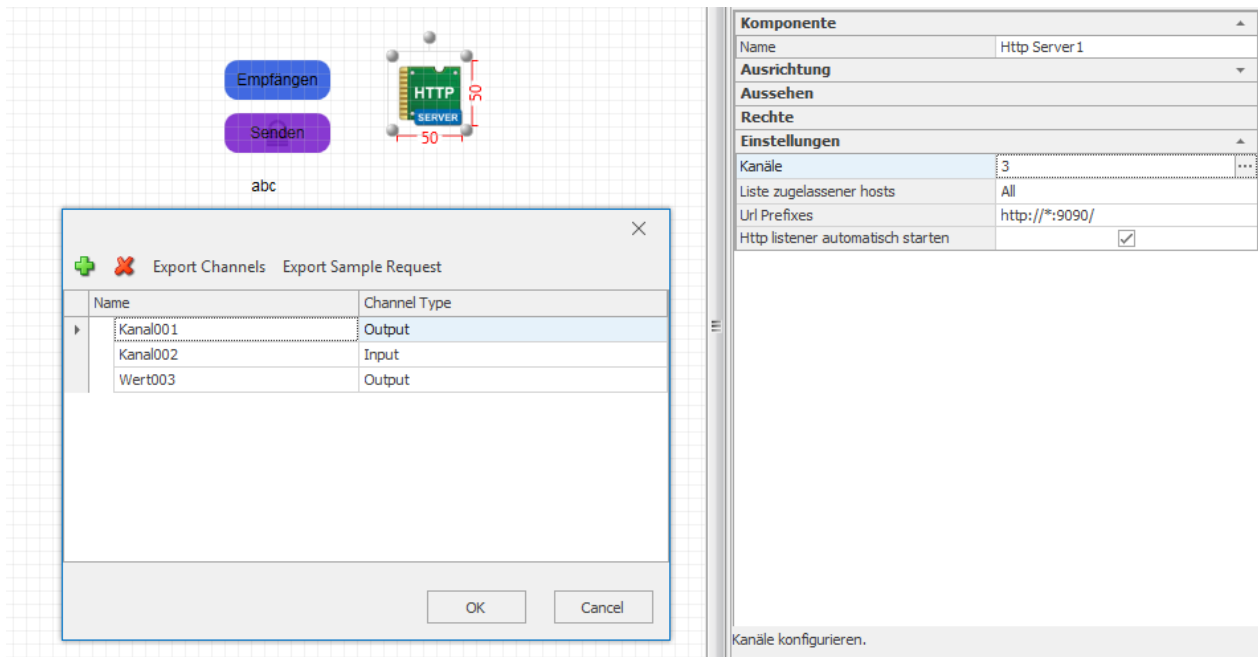 Empfangen
HTTP
SERVER
50
50
Senden
abc
Export Channels Export Sample Request
Name Channel Type
Kanal001 Output
Kanal002 Input
Wert003 Output
OK Cancel
Komponente
Name Http Server1
Ausrichtung
Aussehen
Rechte
Einstellungen
Kanäle 3 ...
Liste zugelassener hosts All
Url Prefixes http://*:9090/
Http listener automatisch starten
Kanäle konfigurieren.